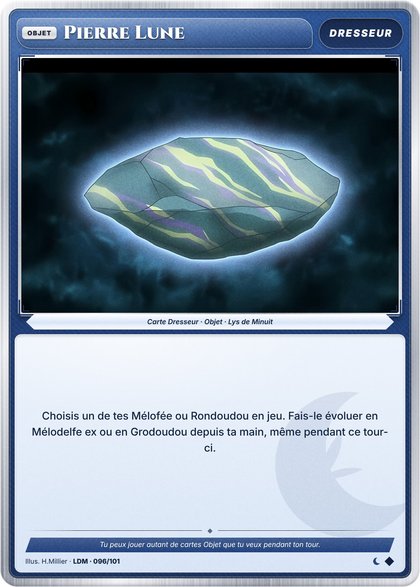 OBJET PIERRE LUNE DRESSEUR
Carte Dresseur · Objet · Lys de Minuit
Choisis un de tes Mélofée ou Rondoudou en jeu. Fais-le évoluer en
Mélodelfe ex ou en Grodoudou depuis ta main, même pendant ce tour-
ci.
Tu peux jouer autant de cartes Objet que tu veux pendant ton tour.
Illus. H.Millier · LDM · 096/101